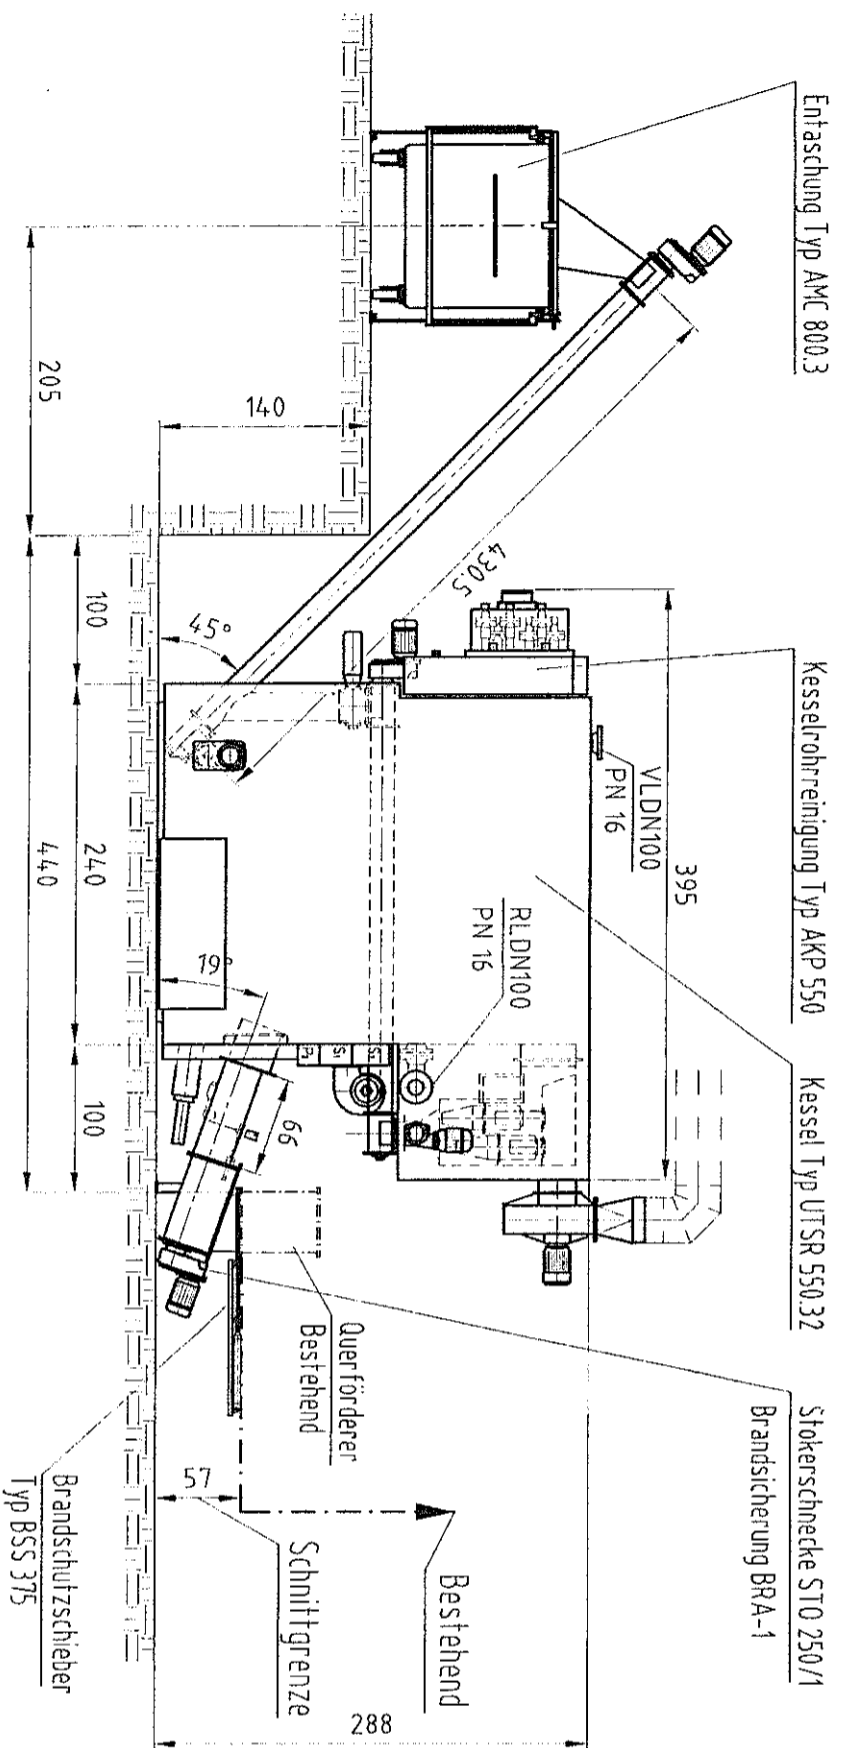 Entaschung Typ AMC 800.3
Kesselrohrreinigung Typ AKP 550
Kessel Typ UTSR 550.32
Stokerschnecke STO 250/1
Brandsicherung BRA-1
VLDN100
PN 16
395
RLDN100
PN 16
430.5
140
205
45°
100
240
440
19°
100
66
P1
S1
Querförderer
Bestehend
57
Schnittgrenze
Bestehend
Brandschutzschieber
Typ BSS 375
288